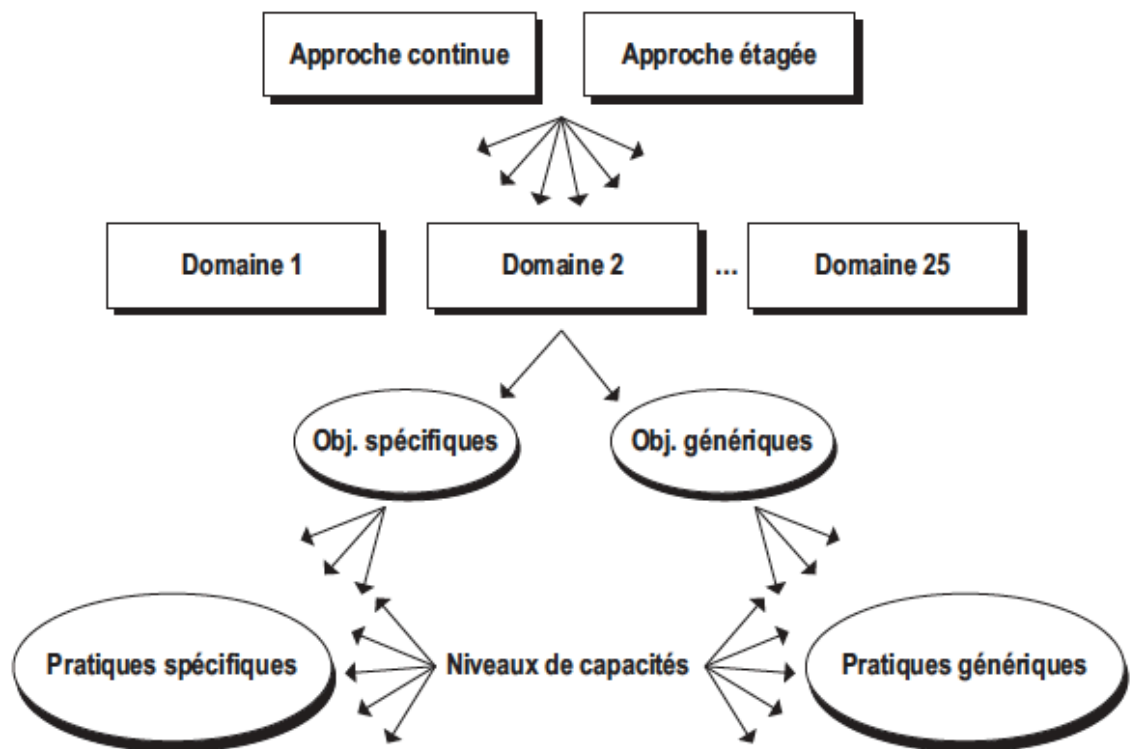 Approche continue
Approche étagée
Domaine 1
Domaine 2
...
Domaine 25
Obj. spécifiques
Obj. génériques
Pratiques spécifiques
Niveaux de capacités
Pratiques génériques